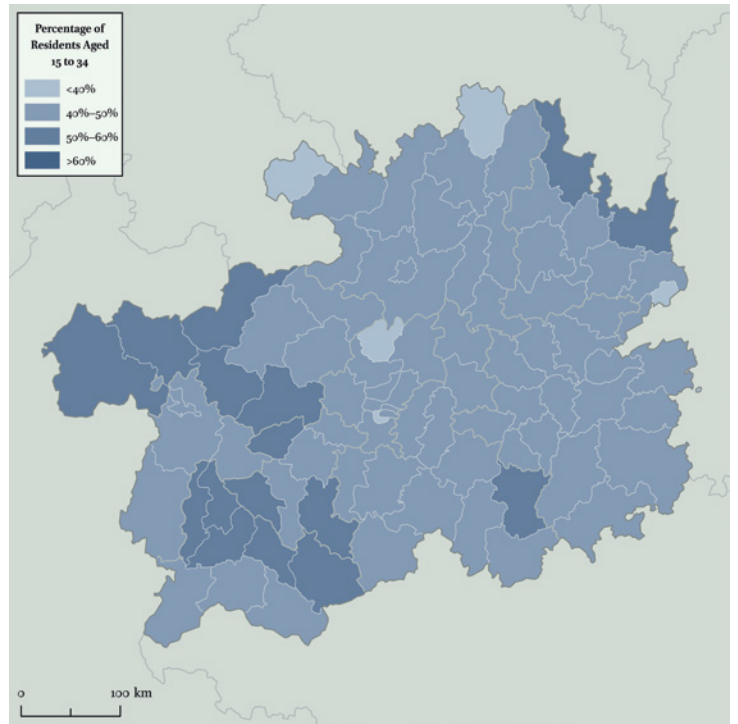 Percentage of
Residents Aged
15 to 34
<40%
40%–50%
50%–60%
>60%
0 100 km